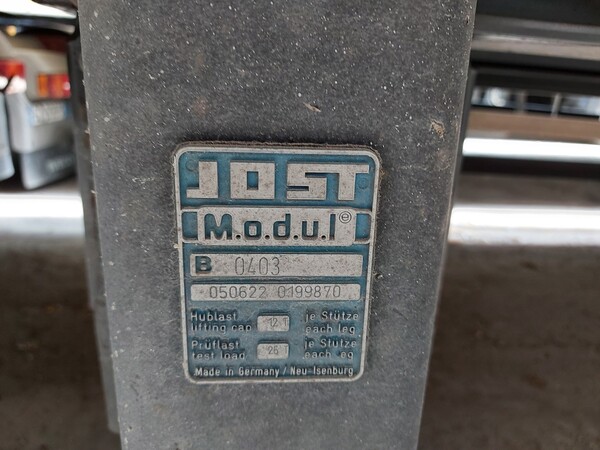 JOST
M.o.d.u.l e
B 0403
050622 0199870
Hublast 12 T je Stütze
lifting cap each leg
Prüflast 25 T je Stütze
test load each leg
Made in Germany / Neu-Isenburg